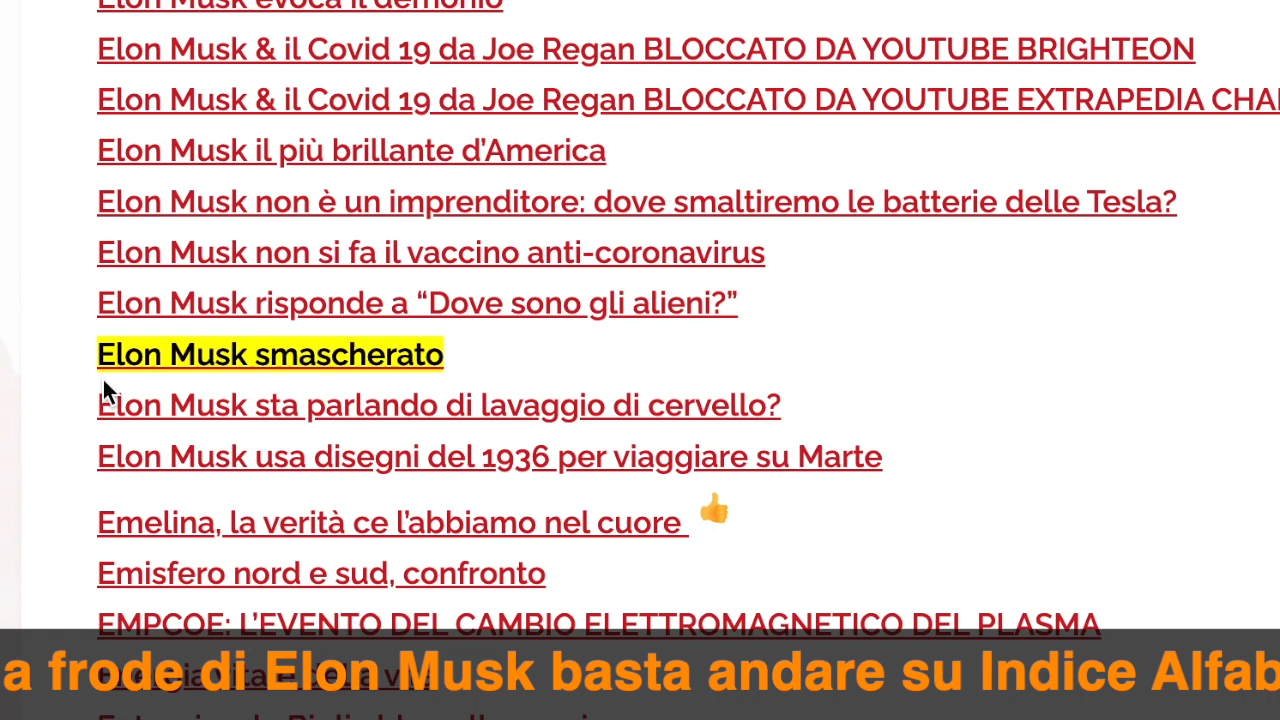 Elon Musk evoca il demonio
Elon Musk & il Covid 19 da Joe Regan BLOCCATO DA YOUTUBE BRIGHTEON
Elon Musk & il Covid 19 da Joe Regan BLOCCATO DA YOUTUBE EXTRAPEDIA
Elon Musk il più brillante d’America
Elon Musk non è un imprenditore: dove smaltiremo le batterie delle Tesla?
Elon Musk non si fa il vaccino anti-coronavirus
Elon Musk risponde a “Dove sono gli alieni?”
Elon Musk smascherato
Elon Musk sta parlando di lavaggio di cervello?
Elon Musk usa disegni del 1936 per viaggiare su Marte
Emelina, la verità ce l’abbiamo nel cuore
Emisfero nord e sud, confronto
EMPCOE: L’EVENTO DEL CAMBIO ELETTROMAGNETICO DEL PLASMA
a frode di Elon Musk basta andare su Indice Alfab